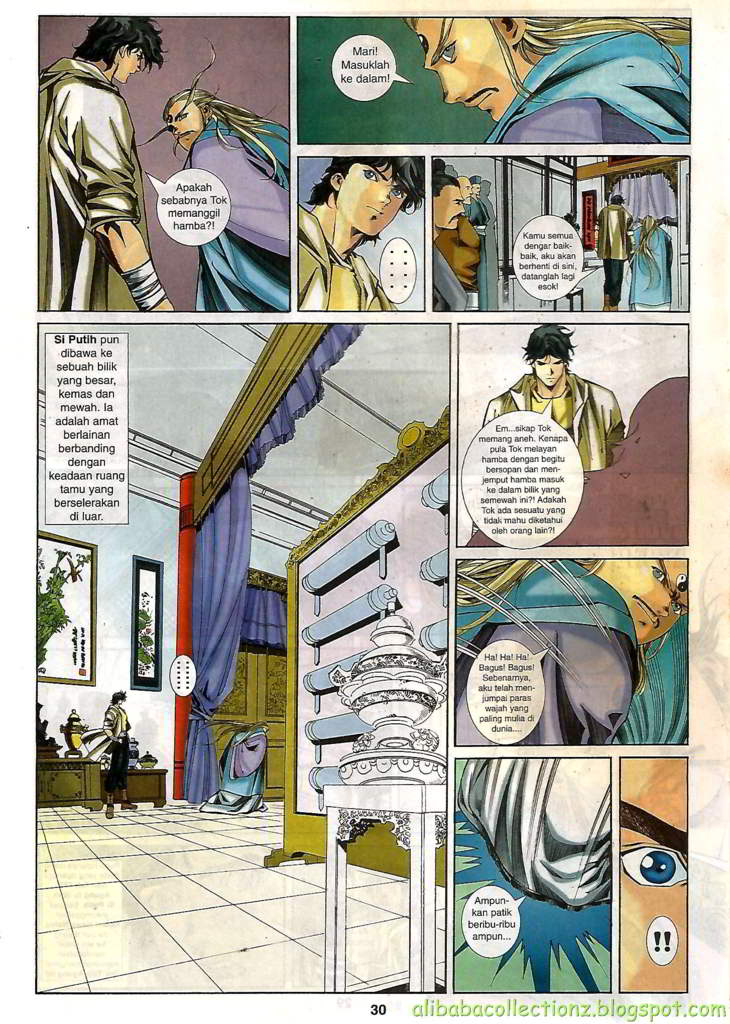 Apakah
sebabnya Tok
memanggil
hamba?!
Mari!
Masuklah
ke dalam!
......
Kamu semua
dengar baik-
baik, aku akan
berhenti di sini,
datanglah lagi
esok!
Si Putih pun
dibawa ke
sebuah bilik
yang besar,
kemas dan
mewah. Ia
adalah amat
berlainan
berbanding
dengan
keadaan ruang
tamu yang
berselerakan
di luar.
Em...sikap Tok
memang aneh. Kenapa
pula Tok melayan
hamba dengan begitu
bersopan dan men-
jemput hamba masuk
ke dalam bilik yang
semewah ini?! Adakah
Tok ada sesuatu yang
tidak mahu diketahui
oleh orang lain?!
......
Ha! Ha! Ha!
Bagus! Bagus!
Sebenarnya,
aku telah men-
jumpai paras
wajah yang
paling mulia di
dunia....
Ampun-
kan patik
beribu-ribu
ampun...
!!
30
alibabacollectionz.blogspot.com